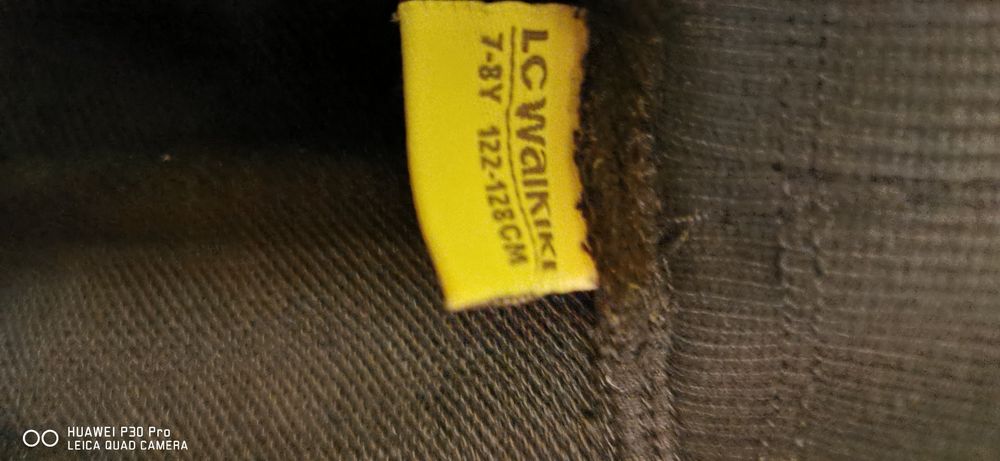 LC WAIKIKI
7-8Y 122-128CM
HUAWEI P30 Pro
LEICA QUAD CAMERA